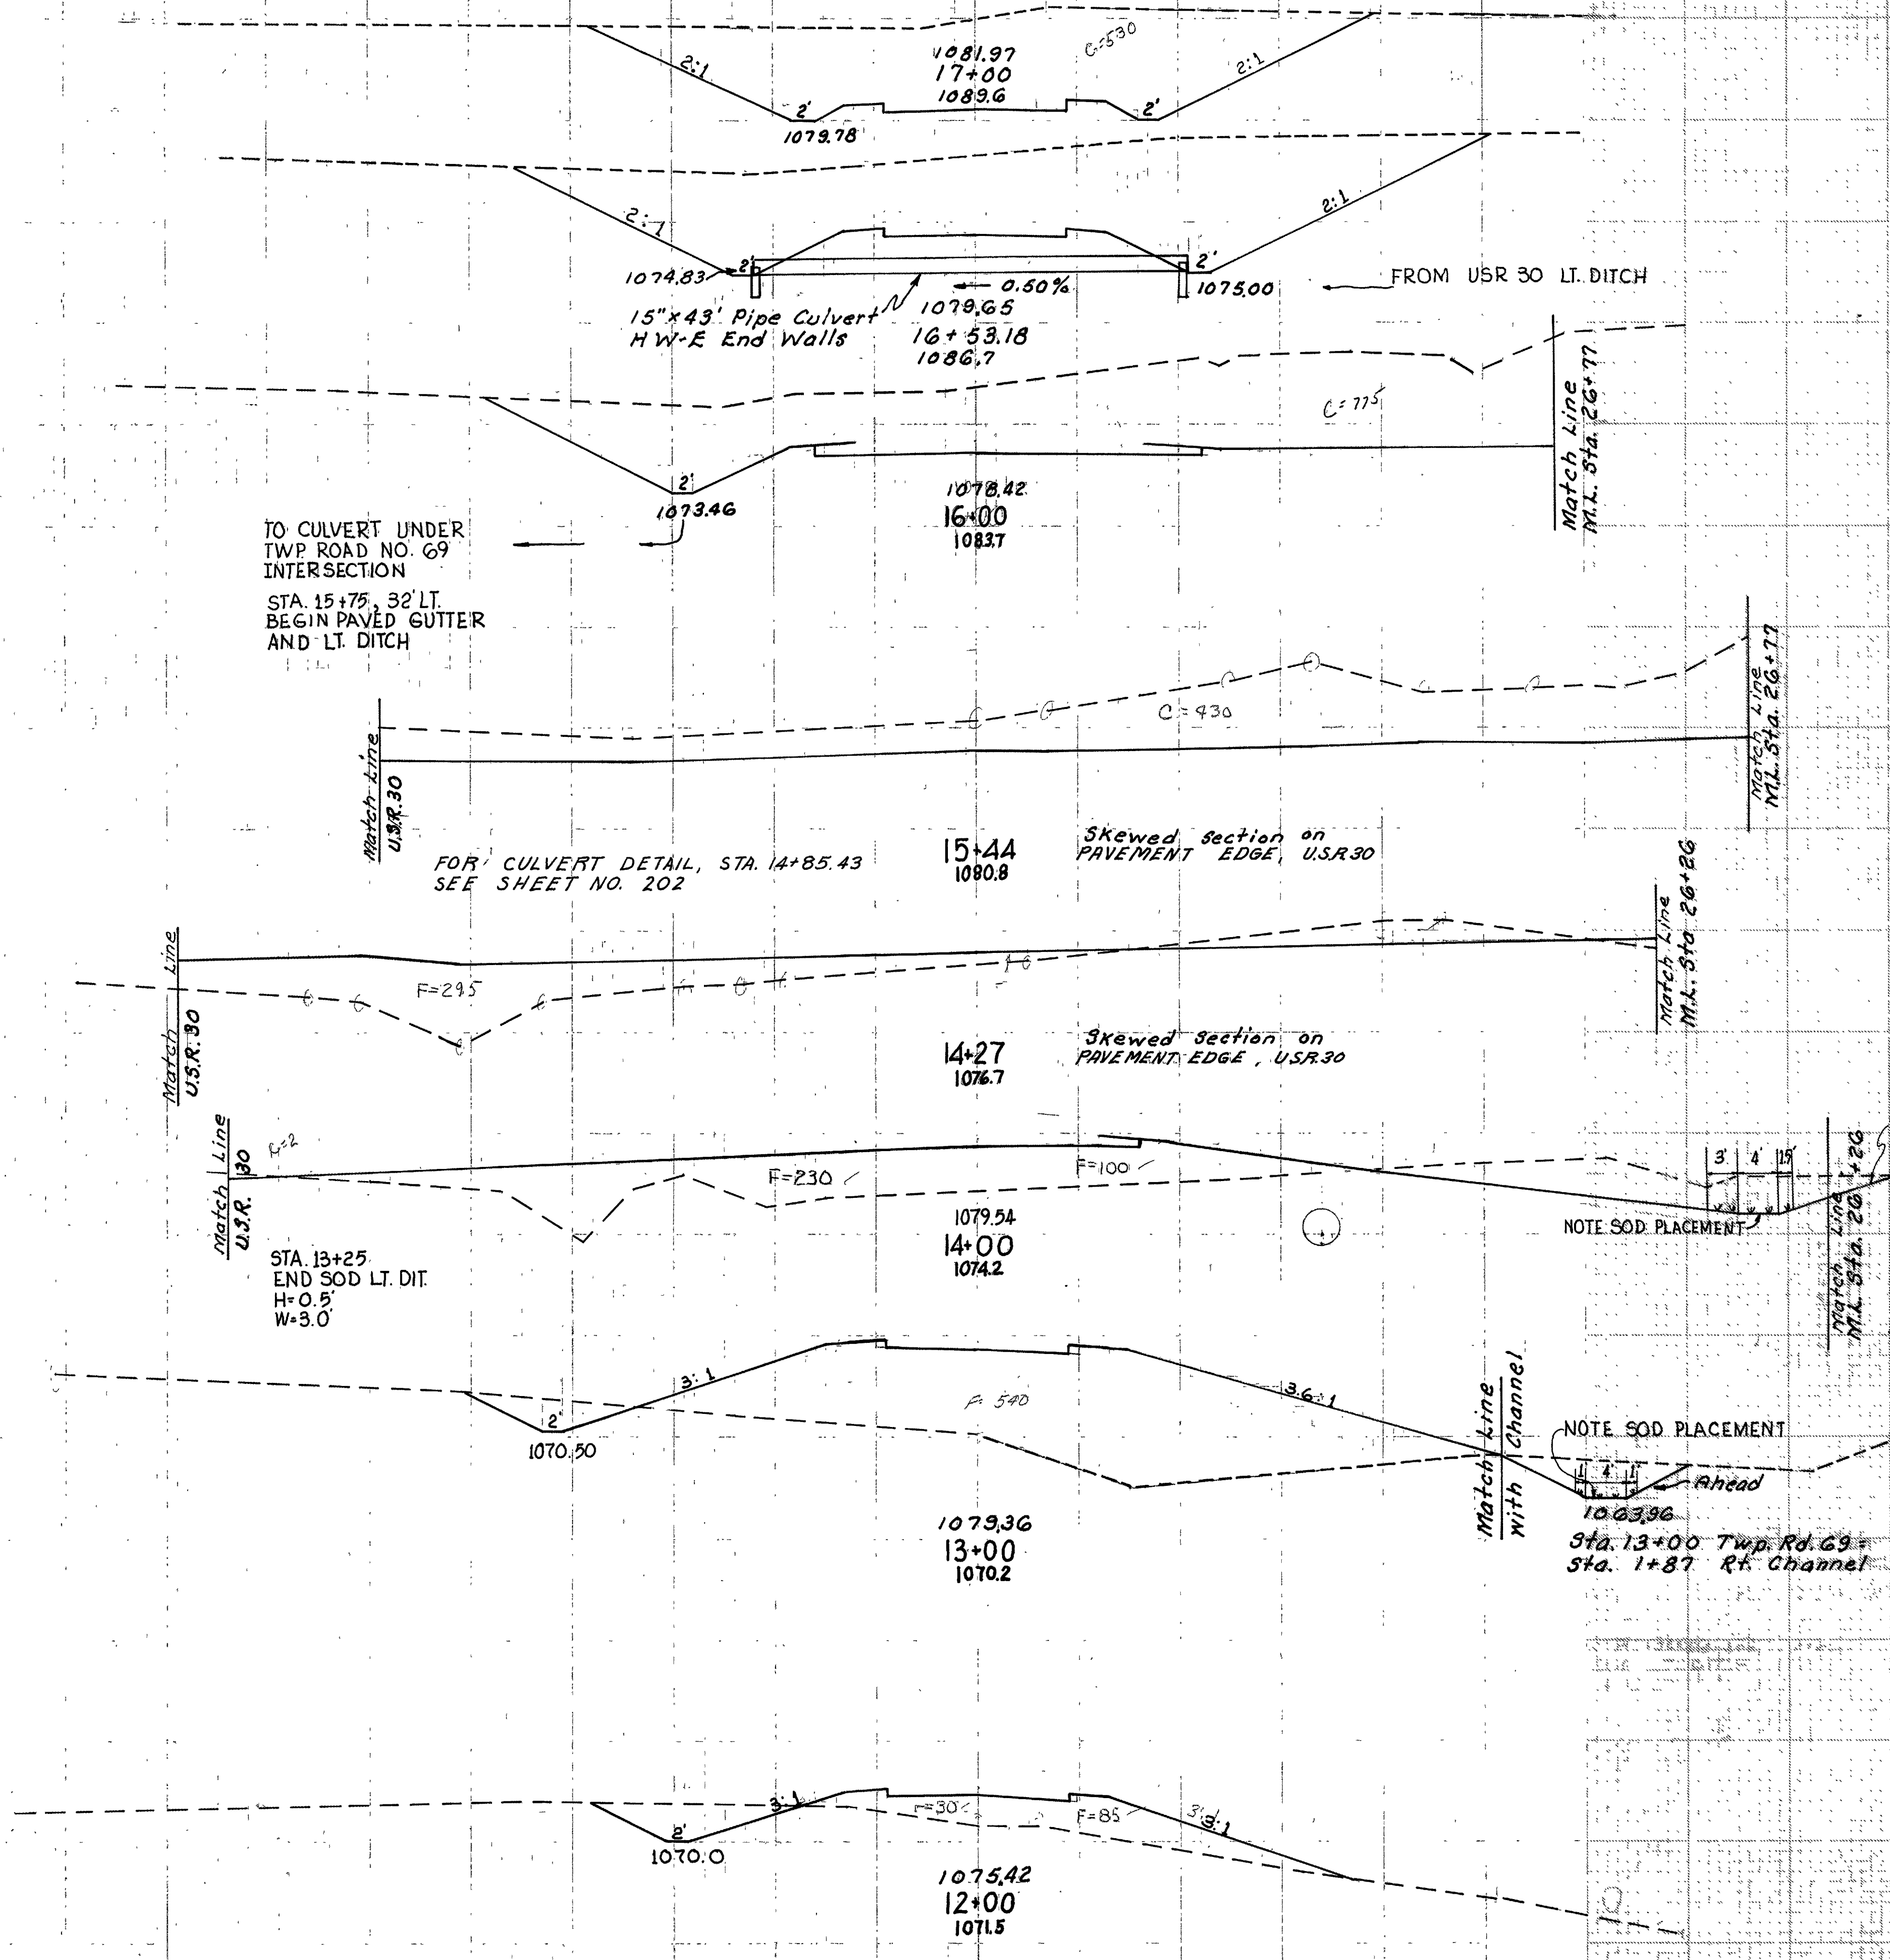 C=530
2:1
2:1
1081.97
17+00
1089.6
2'
2'
1079.78
2:1
2:1
2'
2'
1074.83
1075.00
FROM USR 30 LT. DITCH
0.50%
15"x43' Pipe Culvert
H W-E End Walls
1079.65
16+53.18
1086.7
C=775
Match Line
M.L. Sta. 26+77
2'
1073.46
1078.42
16+00
1083.7
TO CULVERT UNDER
TWP. ROAD NO. 69
INTERSECTION
STA. 15+75, 32' LT.
BEGIN PAVED GUTTER
AND LT. DITCH
C=430
Match Line
U.S.R. 30
Match Line
M.L. Sta. 26+77
15+44
1080.8
Skewed Section on
PAVEMENT EDGE, U.S.R 30
FOR CULVERT DETAIL, STA. 14+85.43
SEE SHEET NO. 202
Match Line
U.S.R. 30
F=295
Match Line
M.L. Sta 26+26
14+27
1076.7
Skewed Section on
PAVEMENT EDGE, USR 30
Match Line
U.S.R. 30
F=230
F=100
3' 4' 1.5'
NOTE SOD PLACEMENT
Match Line
M.L. Sta. 26+26
1079.54
14+00
1074.2
STA. 13+25
END SOD LT. DIT.
H=0.5'
W=3.0'
3:1
F= 540
3.6:1
2'
1070.50
Match Line
with Channel
NOTE SOD PLACEMENT
1' 4' 1'
Ahead
1063.96
Sta. 13+00 Twp. Rd. 69 =
Sta. 1+87 Rt. Channel
1079.36
13+00
1070.2
3:1
F=30
F=85
3:1
2'
1070.0
1075.42
12+00
1071.5